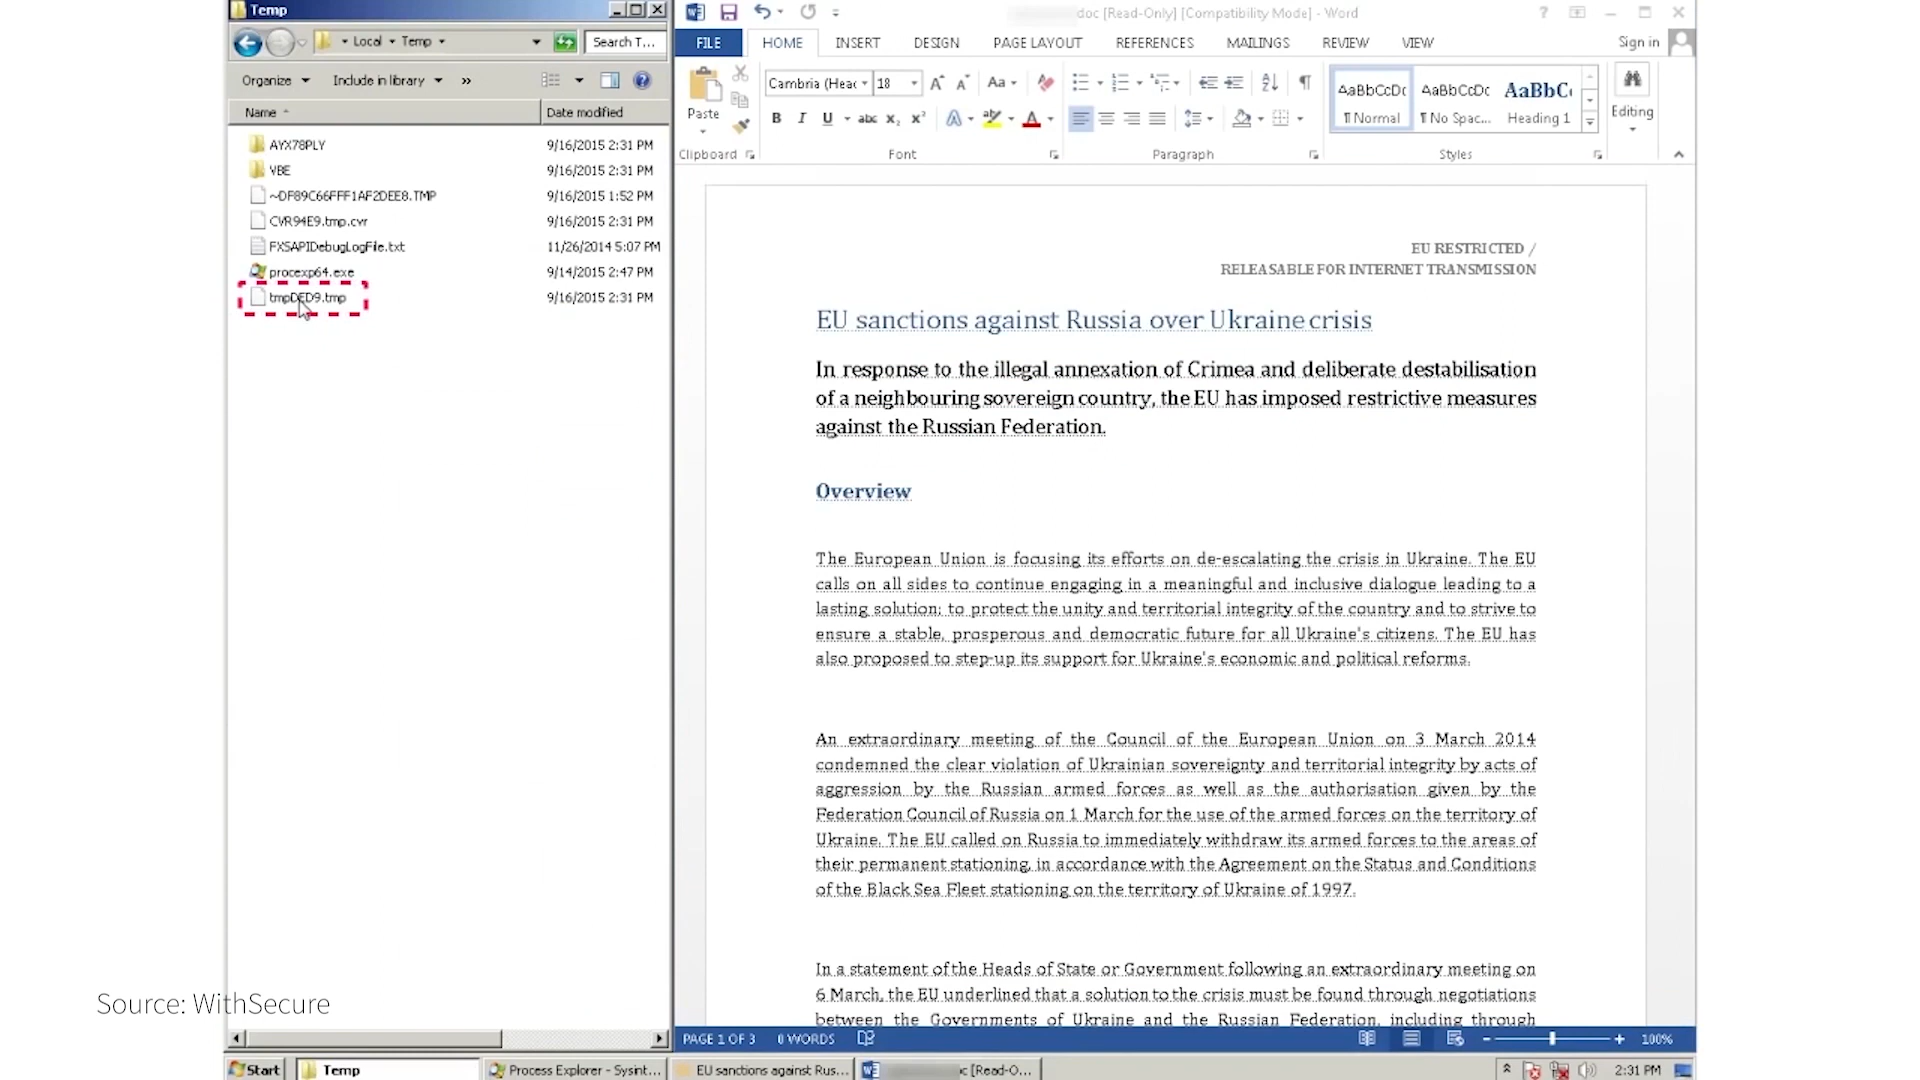 Temp
Local
Temp
Search T...
Organize
Include in library
»
Name
Date modified
AYX78PLY
9/16/2015 2:31 PM
VBE
9/16/2015 2:31 PM
~DF89C66FFF1AF2DEE8.TMP
9/16/2015 1:52 PM
CVR94E9.tmp.cvr
9/16/2015 2:31 PM
FXSAPIDebugLogFile.txt
11/26/2014 5:07 PM
procexp64.exe
9/14/2015 2:47 PM
tmpDED9.tmp
9/16/2015 2:31 PM
doc [Read-Only] [Compatibility Mode] - Word
FILE
HOME
INSERT
DESIGN
PAGE LAYOUT
REFERENCES
MAILINGS
REVIEW
VIEW
Sign in
Paste
Clipboard
Cambria (Head
18
Font
Paragraph
AaBbCcDc
¶ Normal
AaBbCcDc
¶ No Spac...
AaBbC
Heading 1
Styles
Editing
EU RESTRICTED /
RELEASABLE FOR INTERNET TRANSMISSION
EU sanctions against Russia over Ukraine crisis
In response to the illegal annexation of Crimea and deliberate destabilisation
of a neighbouring sovereign country, the EU has imposed restrictive measures
against the Russian Federation.
Overview
The European Union is focusing its efforts on de-escalating the crisis in Ukraine. The EU
calls on all sides to continue engaging in a meaningful and inclusive dialogue leading to a
lasting solution; to protect the unity and territorial integrity of the country and to strive to
ensure a stable, prosperous and democratic future for all Ukraine's citizens. The EU has
also proposed to step-up its support for Ukraine's economic and political reforms.
An extraordinary meeting of the Council of the European Union on 3 March 2014
condemned the clear violation of Ukrainian sovereignty and territorial integrity by acts of
aggression by the Russian armed forces as well as the authorisation given by the
Federation Council of Russia on 1 March for the use of the armed forces on the territory of
Ukraine. The EU called on Russia to immediately withdraw its armed forces to the areas of
their permanent stationing, in accordance with the Agreement on the Status and Conditions
of the Black Sea Fleet stationing on the territory of Ukraine of 1997.
In a statement of the Heads of State or Government following an extraordinary meeting on
6 March, the EU underlined that a solution to the crisis must be found through negotiations
between the Governments of Ukraine and the Russian Federation, including through
Source: WithSecure
PAGE 1 OF 3
0 WORDS
100%
Start
Temp
Process Explorer - Sysint...
EU sanctions against Rus...
c [Read-O...
2:31 PM